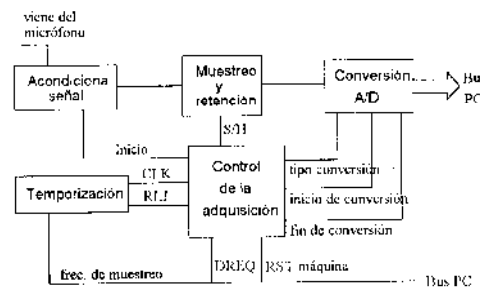 viene del
micrófono
Acondiciona
señal
Muestreo y
retención
Conversión
A/D
Bus
PC
S/H
Inicio
CLK
Temporización
Control
de la
adquisición
tipo conversión
inicio de conversión
fin de conversión
frec. de muestreo
DREQ
RST máquina
Bus PC